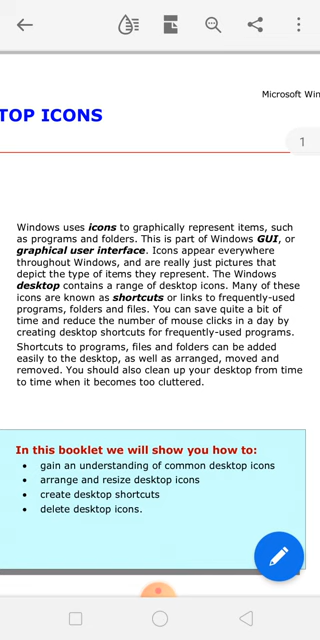 Microsoft Win
TOP ICONS
1
Windows uses icons to graphically represent items, such
as programs and folders. This is part of Windows GUI, or
graphical user interface. Icons appear everywhere
throughout Windows, and are really just pictures that
depict the type of items they represent. The Windows
desktop contains a range of desktop icons. Many of these
icons are known as shortcuts or links to frequently-used
programs, folders and files. You can save quite a bit of
time and reduce the number of mouse clicks in a day by
creating desktop shortcuts for frequently-used programs.
Shortcuts to programs, files and folders can be added
easily to the desktop, as well as arranged, moved and
removed. You should also clean up your desktop from time
to time when it becomes too cluttered.
In this booklet we will show you how to:
• gain an understanding of common desktop icons
• arrange and resize desktop icons
• create desktop shortcuts
• delete desktop icons.